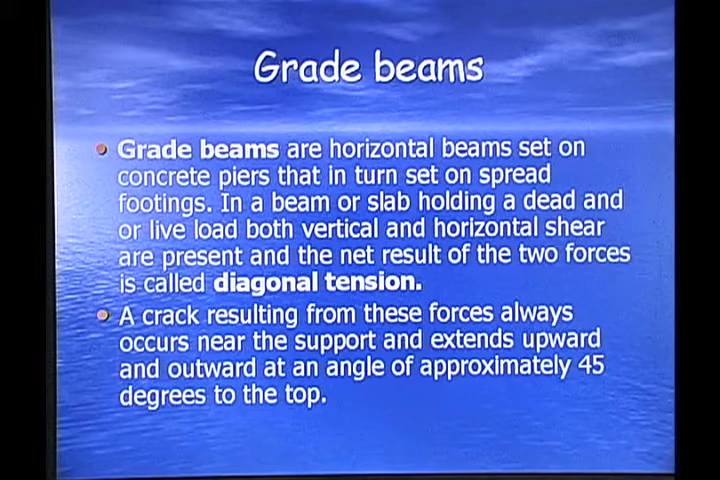 Grade beams
Grade beams are horizontal beams set on
concrete piers that in turn set on spread
footings. In a beam or slab holding a dead and
or live load both vertical and horizontal shear
are present and the net result of the two forces
is called diagonal tension.
A crack resulting from these forces always
occurs near the support and extends upward
and outward at an angle of approximately 45
degrees to the top.